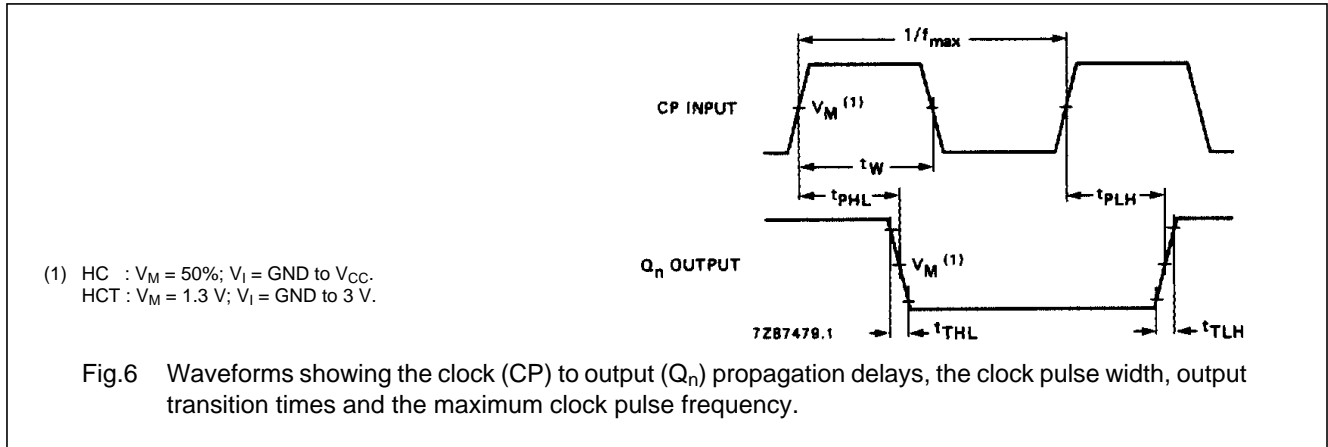 1/fmax
CP INPUT
VM (1)
tW
tPHL
tPLH
Qn OUTPUT
VM (1)
(1) HC : VM = 50%; VI = GND to VCC.
HCT : VM = 1.3 V; VI = GND to 3 V.
7Z87479.1
tTHL
tTLH
Fig.6 Waveforms showing the clock (CP) to output (Qn) propagation delays, the clock pulse width, output
transition times and the maximum clock pulse frequency.